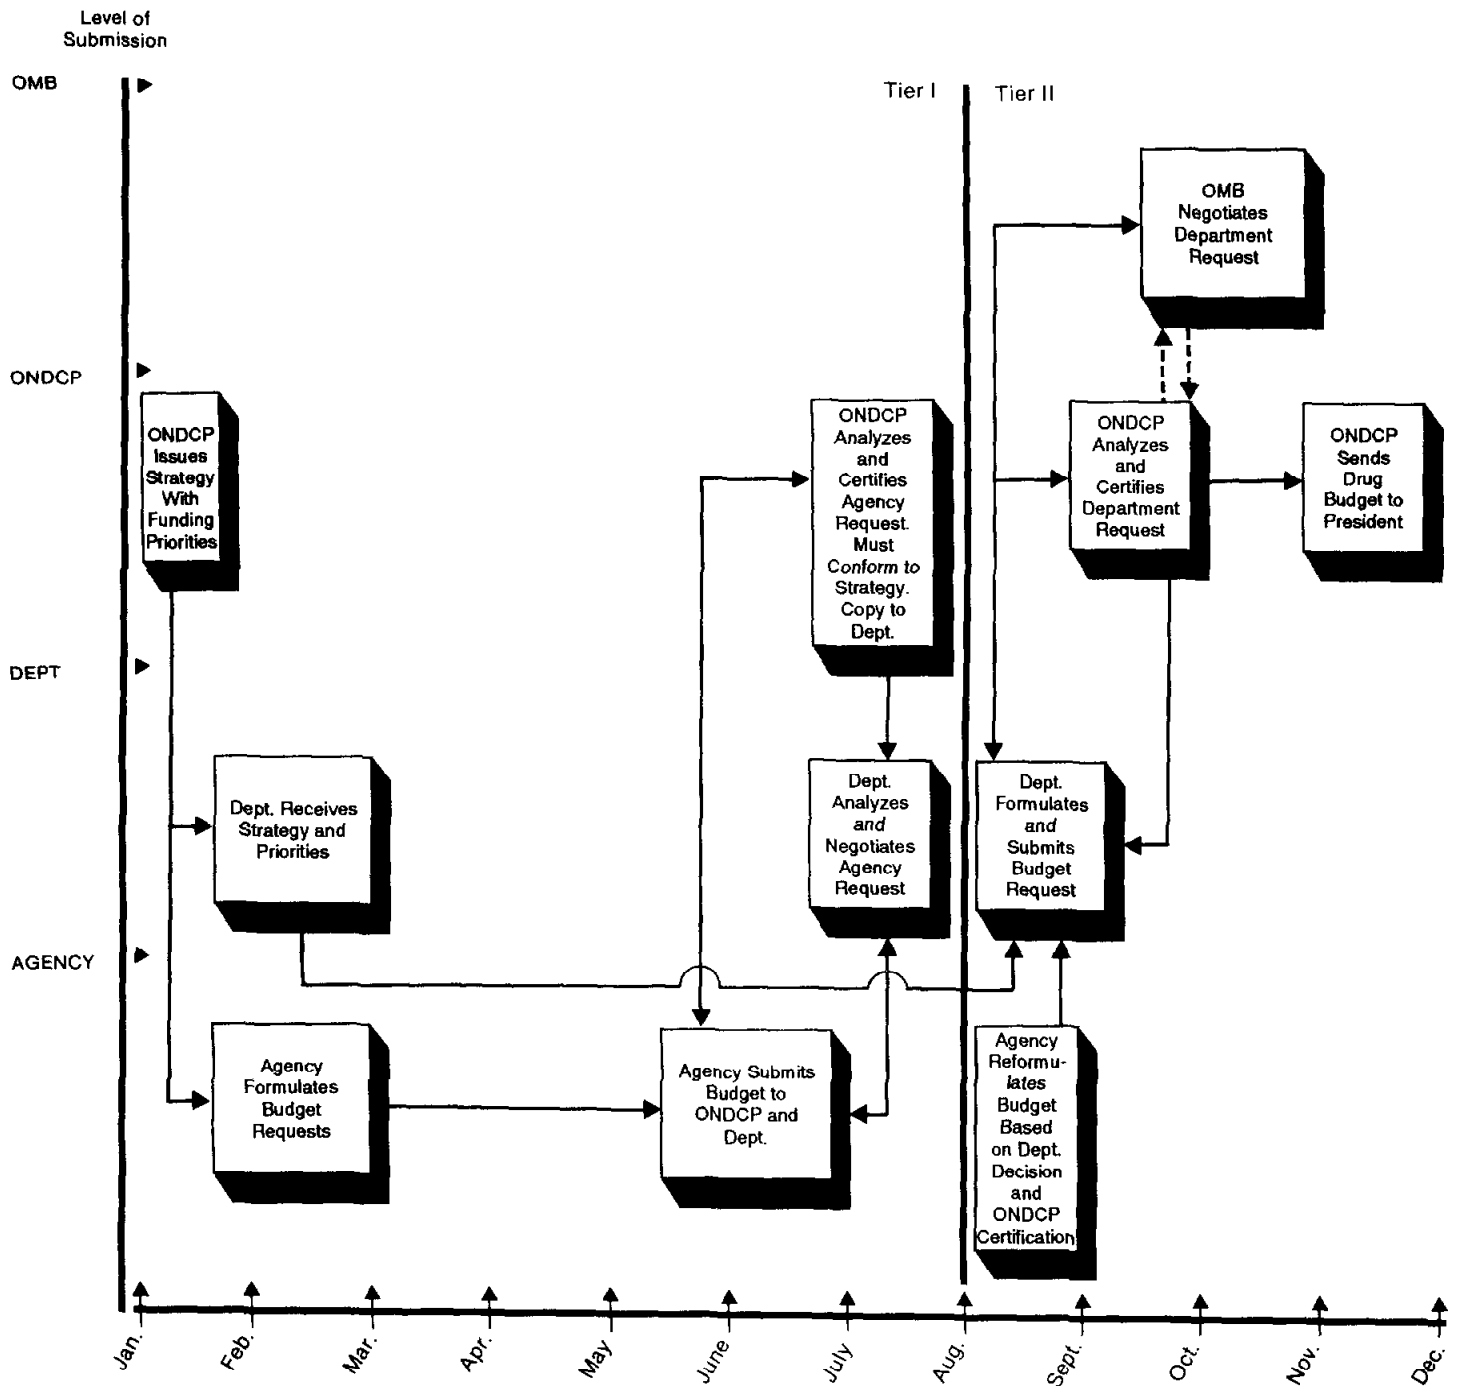 Level of
Submission
OMB
Tier I
Tier II
OMB
Negotiates
Department
Request
ONDCP
ONDCP
Issues
Strategy
With
Funding
Priorities
ONDCP
Analyzes
and
Certifies
Agency
Request.
Must
Conform to
Strategy.
Copy to
Dept.
ONDCP
Analyzes
and
Certifies
Department
Request
ONDCP
Sends
Drug
Budget to
President
DEPT
Dept. Receives
Strategy and
Priorities
Dept.
Analyzes
and
Negotiates
Agency
Request
Dept.
Formulates
and
Submits
Budget
Request
AGENCY
Agency
Formulates
Budget
Requests
Agency Submits
Budget to
ONDCP and
Dept.
Agency
Reformu-
lates
Budget
Based
on Dept.
Decision
and
ONDCP
Certification
Jan.
Feb.
Mar.
Apr.
May
June
July
Aug.
Sept.
Oct.
Nov.
Dec.